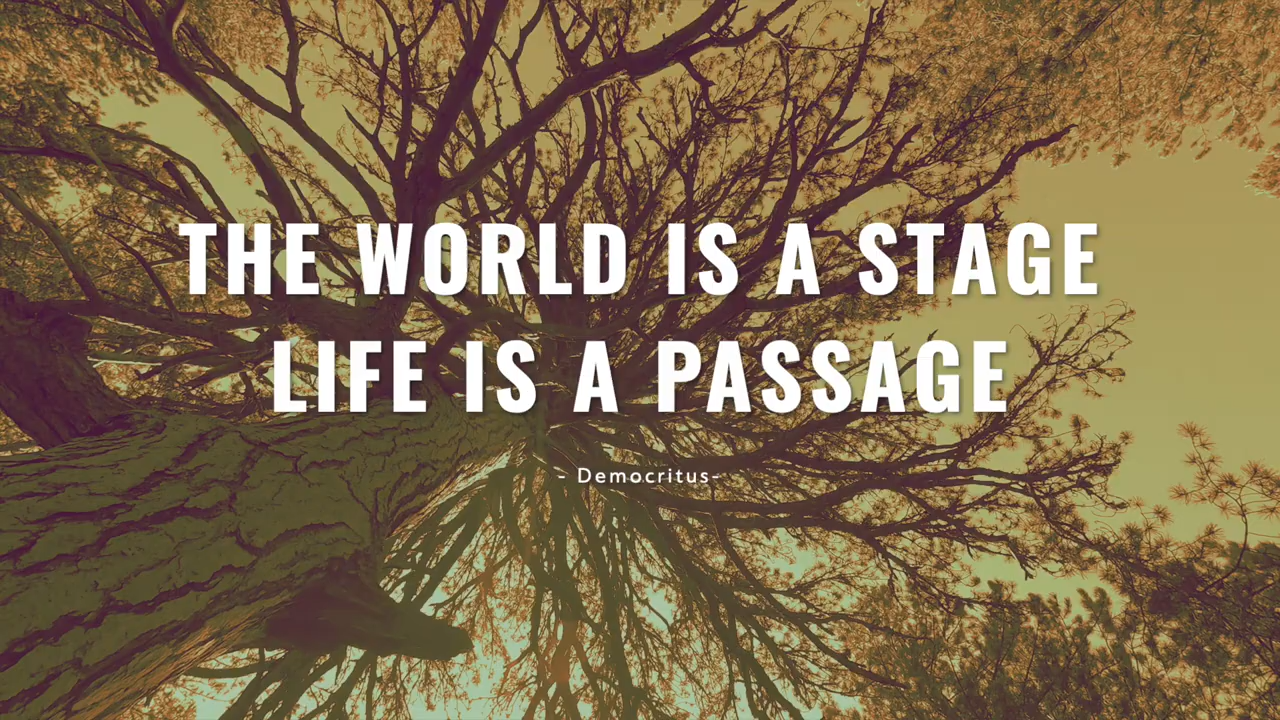 THE WORLD IS A STAGE
LIFE IS A PASSAGE
- Democritus-